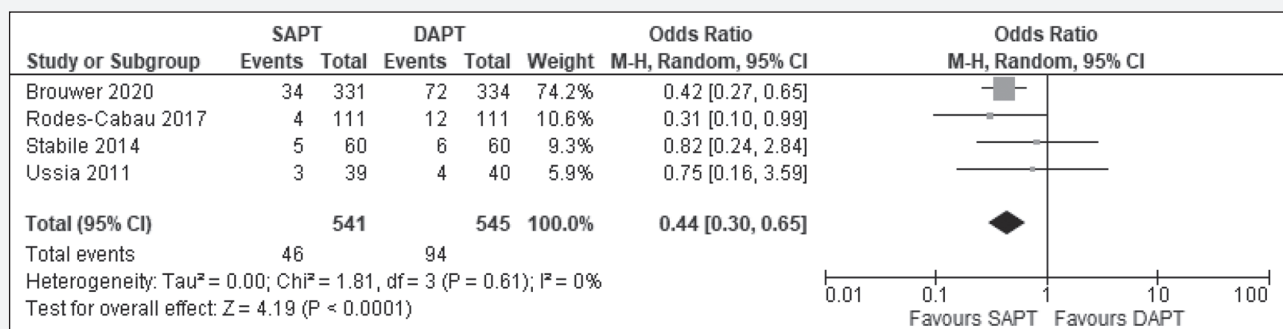 SAPT DAPT Odds Ratio Odds Ratio
Study or Subgroup Events Total Events Total Weight M-H, Random, 95% CI M-H, Random, 95% CI
Brouwer 2020 34 331 72 334 74.2% 0.42 [0.27, 0.65]
Rodes-Cabau 2017 4 111 12 111 10.6% 0.31 [0.10, 0.99]
Stabile 2014 5 60 6 60 9.3% 0.82 [0.24, 2.84]
Ussia 2011 3 39 4 40 5.9% 0.75 [0.16, 3.59]
Total (95% CI) 541 545 100.0% 0.44 [0.30, 0.65]
Total events 46 94
Heterogeneity: Tau² = 0.00; Chi² = 1.81, df = 3 (P = 0.61); I² = 0%
Test for overall effect: Z = 4.19 (P < 0.0001)
0.01 0.1 1 10 100
Favours SAPT Favours DAPT